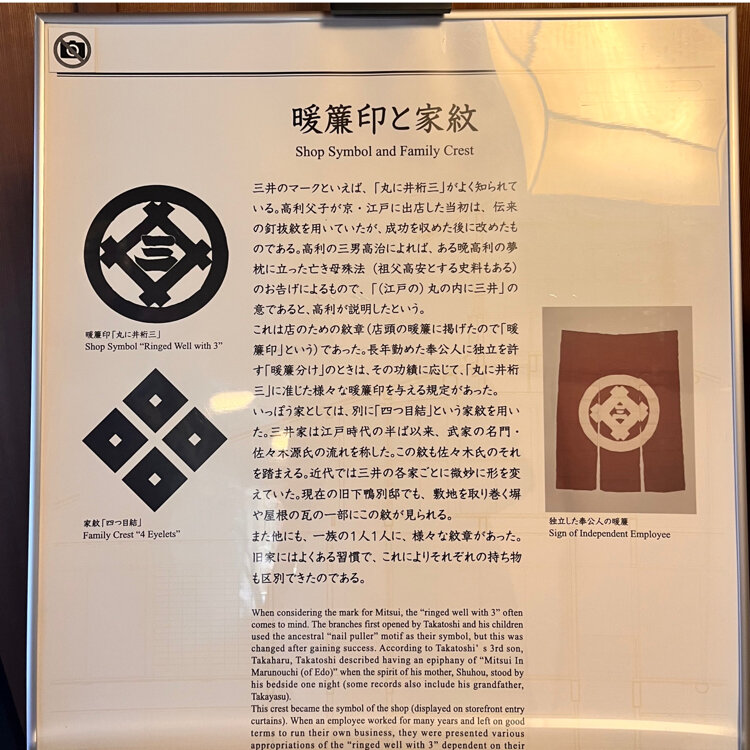 暖簾印と家紋
Shop Symbol and Family Crest
三井のマークといえば、「丸に井桁三」がよく知られて
いる。高利父子が京・江戸に出店した当初は、伝来
の釘抜紋を用いていたが、成功を収めた後に改めたも
のである。高利の三男高治によれば、ある晩高利の夢
枕に立った亡き母殊法（祖父高安とする史料もある）
のお告げによるもので、「（江戸の）丸の内に三井」の
意であると、高利が説明したという。
これは店のための紋章（店頭の暖簾に掲げたので「暖
簾印」という）であった。長年勤めた奉公人に独立を許
す「暖簾分け」のときは、その功績に応じて、「丸に井桁
三」に準じた様々な暖簾印を与える規定があった。
いっぽう家としては、別に「四つ目結」という家紋を用い
た。三井家は江戸時代の半ば以来、武家の名門・
佐々木源氏の流れを称した。この紋も佐々木氏のそれ
を踏まえる。近代では三井の各家ごとに微妙に形を変
えていた。現在の旧下鴨別邸でも、敷地を取り巻く塀
や屋根の瓦の一部にこの紋が見られる。
また他にも、一族の1人1人に、様々な紋章があった。
旧家にはよくある習慣で、これによりそれぞれの持ち物
も区別できたのである。
When considering the mark for Mitsui, the “ringed well with 3” often
comes to mind. The branches first opened by Takatoshi and his children
used the ancestral “nail puller” motif as their symbol, but this was
changed after gaining success. According to Takatoshi’s 3rd son,
Takaharu, Takatoshi described having an epiphany of “Mitsui In
Marunouchi (of Edo)” when the spirit of his mother, Shuhou, stood by
his bedside one night (some records also include his grandfather,
Takayasu).
This crest became the symbol of the shop (displayed on storefront entry
curtains). When an employee worked for many years and left on good
terms to run their own business, they were presented various
appropriations of the “ringed well with 3” dependent on their
三
暖簾印「丸に井桁三」
Shop Symbol “Ringed Well with 3”
家紋「四つ目結」
Family Crest “4 Eyelets”
三
独立した奉公人の暖簾
Sign of Independent Employee